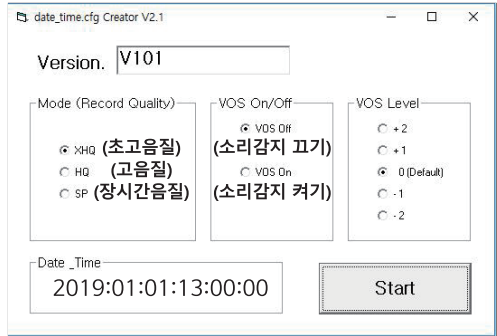 date_time.cfg Creator V2.1
Version. V101
Mode (Record Quality)
XHQ (초고음질)
HQ (고음질)
SP (장시간음질)
VOS On/Off
VOS Off
(소리감지 끄기)
VOS On
(소리감지 켜기)
VOS Level
+2
+1
0 (Default)
-1
-2
Date _Time
2019:01:01:13:00:00
Start